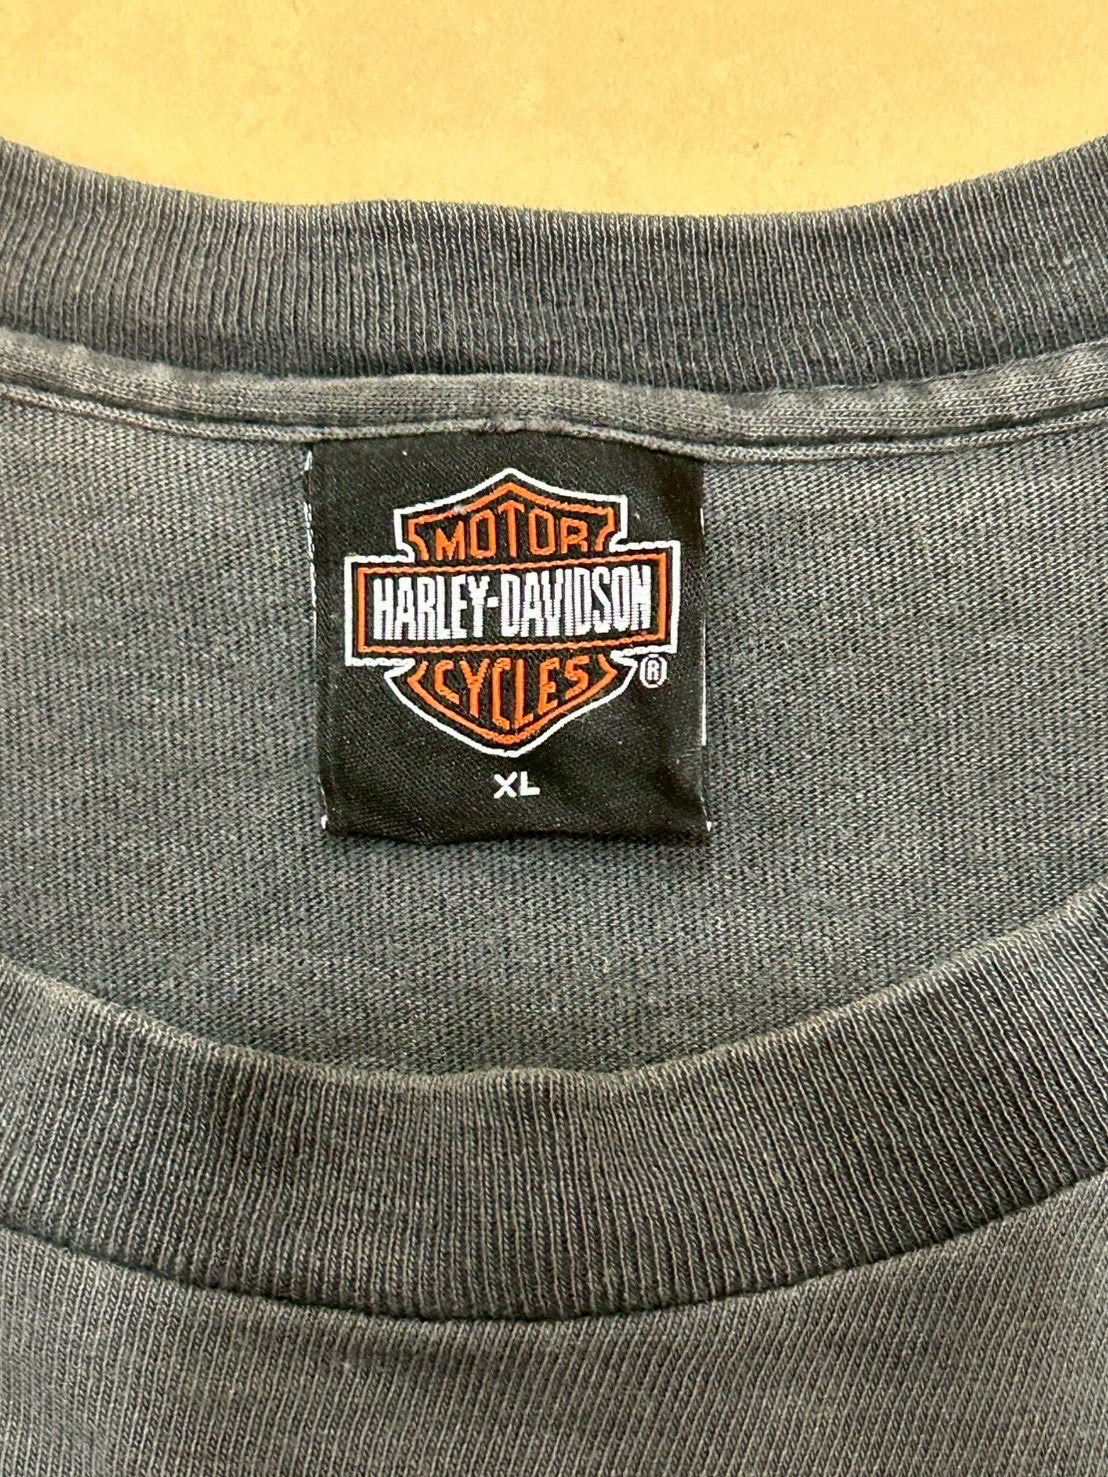 MOTOR
HARLEY-DAVIDSON
CYCLES
®
XL